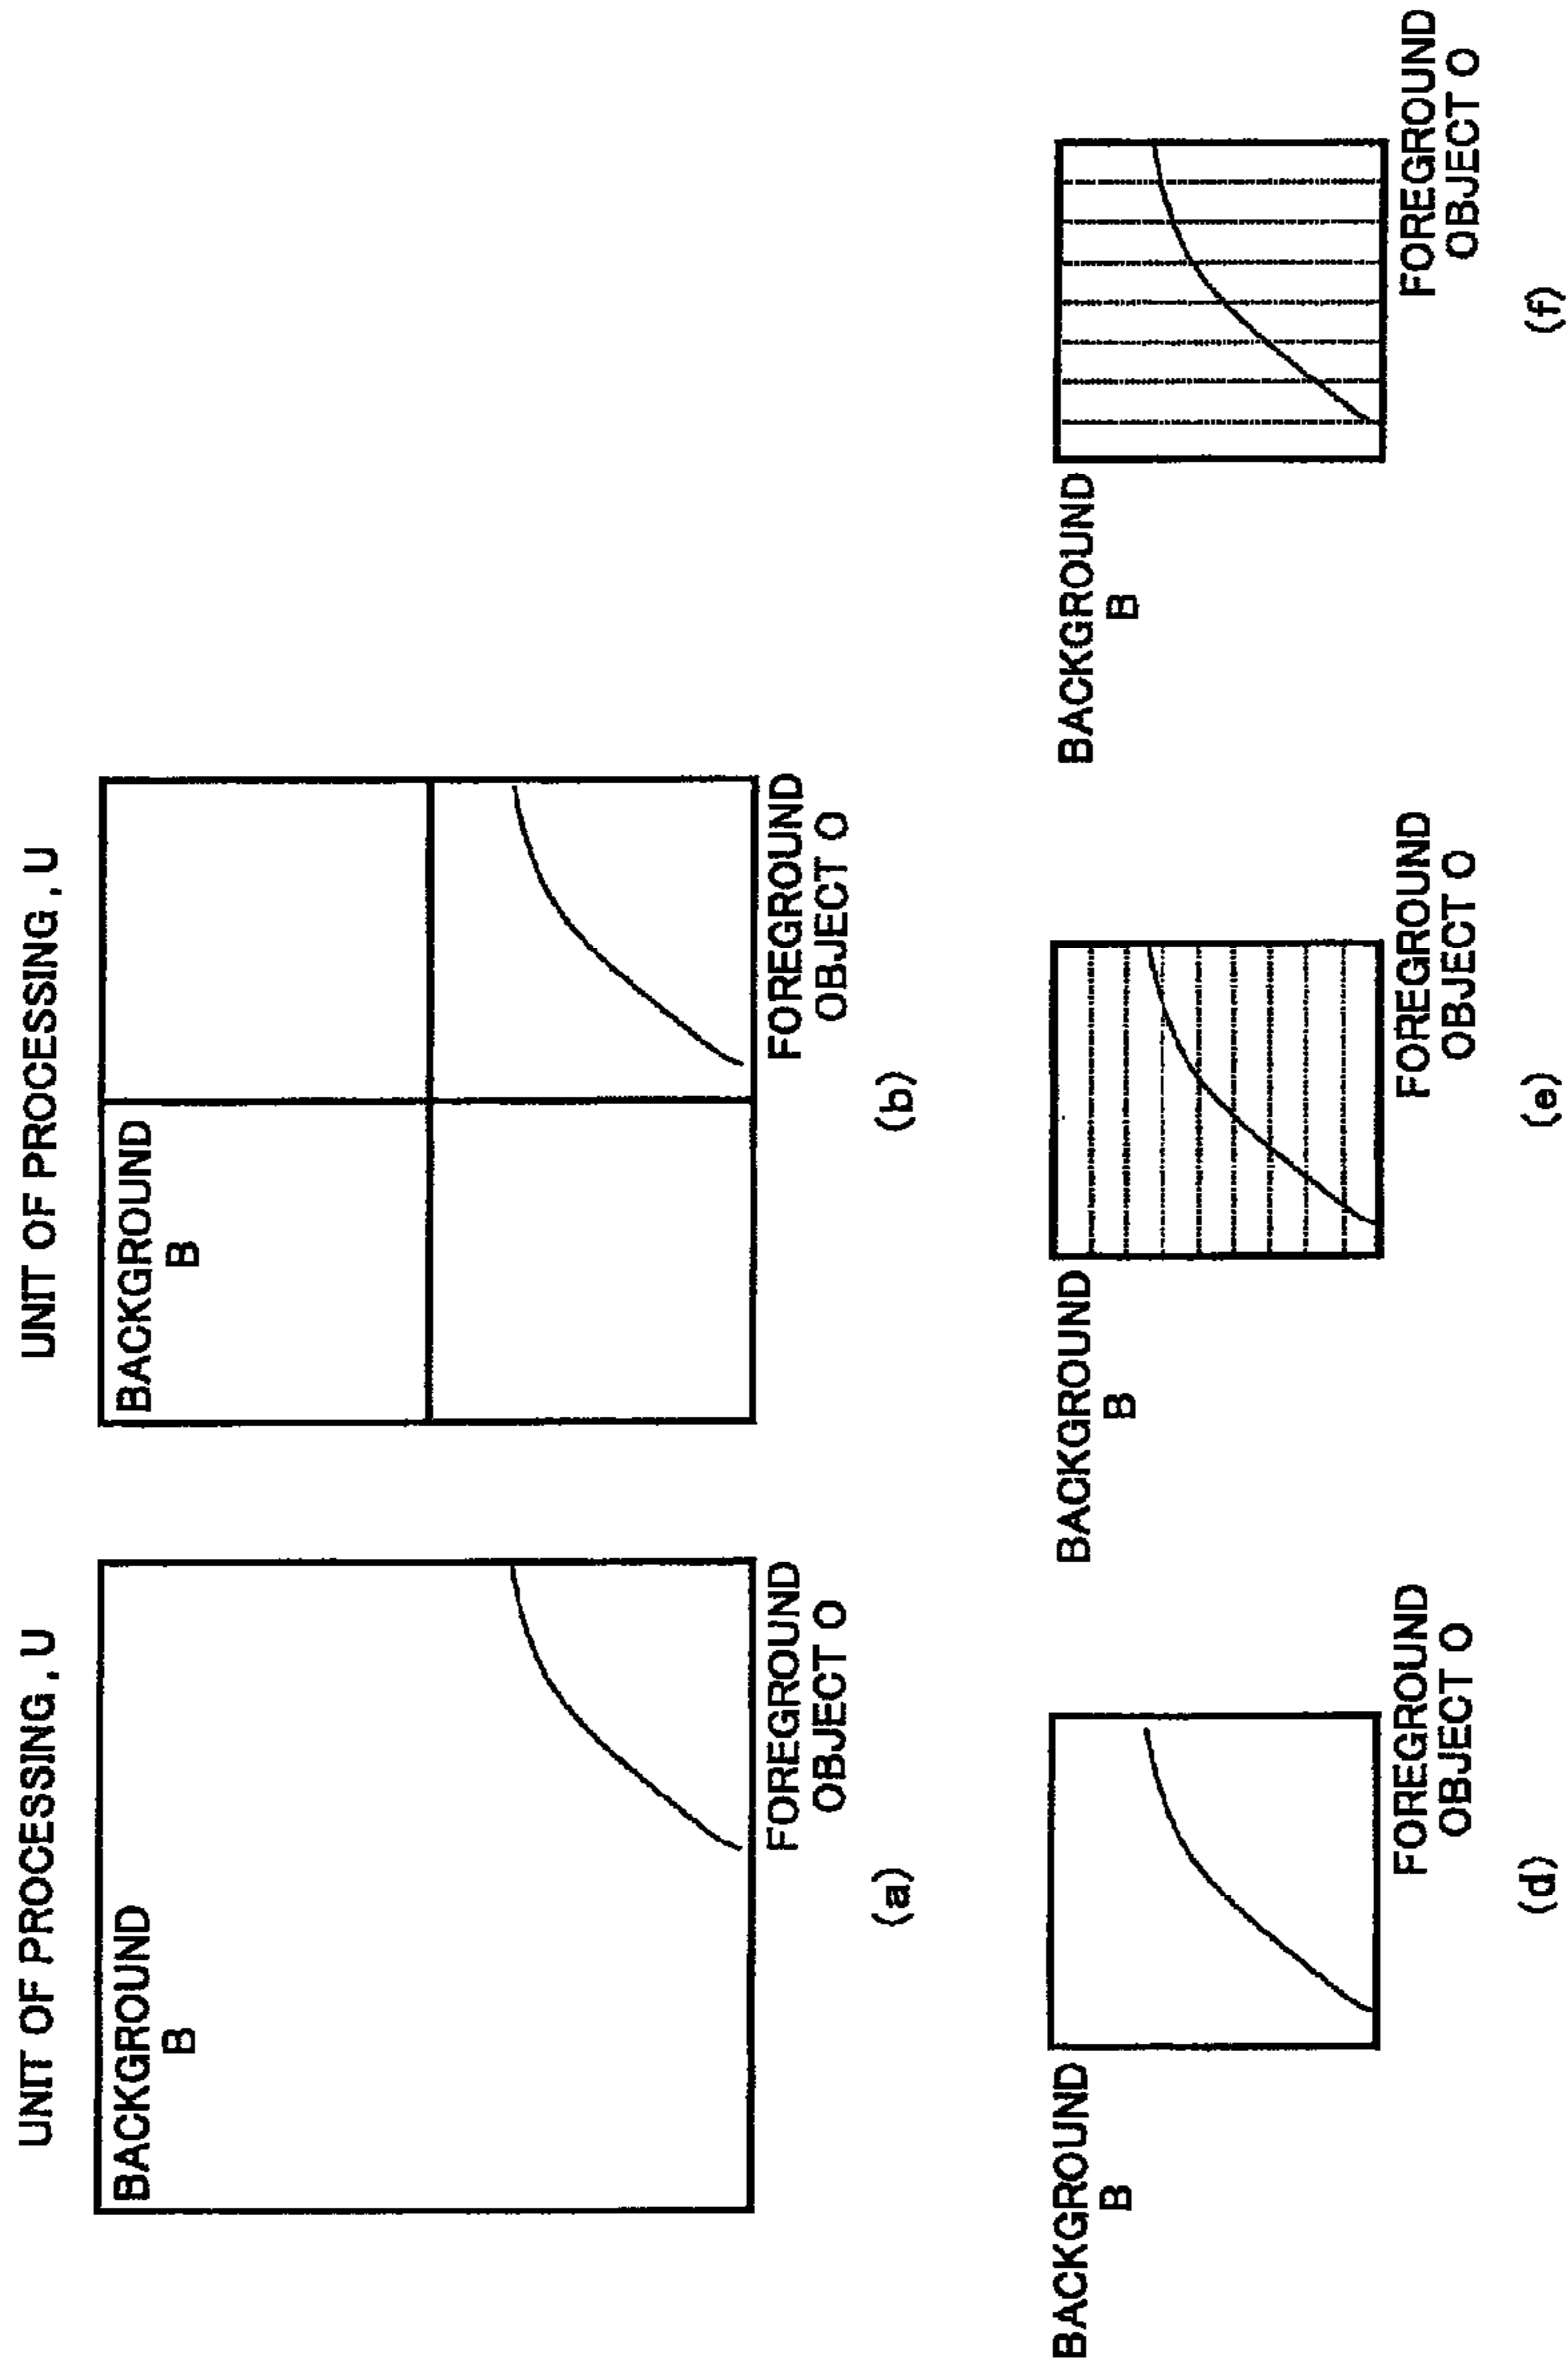 UNIT OF PROCESSING, U
BACKGROUND
B
FOREGROUND
OBJECT O
(a)
UNIT OF PROCESSING, U
BACKGROUND
B
FOREGROUND
OBJECT O
(b)
BACKGROUND
B
FOREGROUND
OBJECT O
(d)
BACKGROUND
B
FOREGROUND
OBJECT O
(e)
BACKGROUND
B
FOREGROUND
OBJECT O
(f)